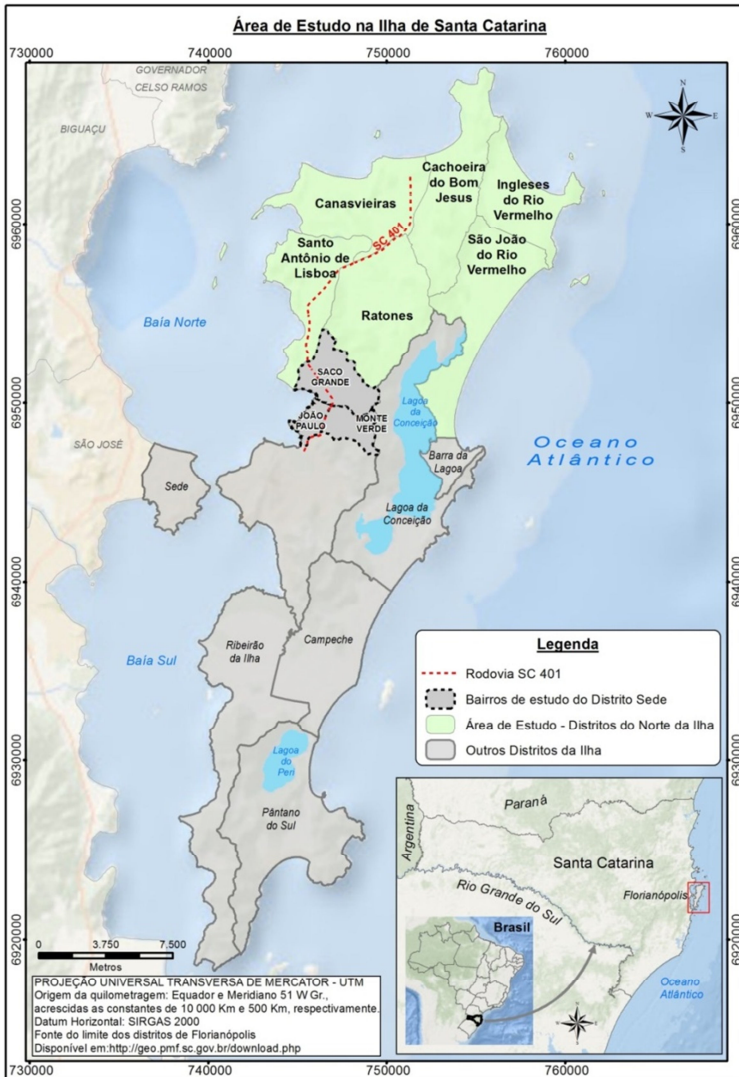 Área de Estudo na Ilha de Santa Catarina
730000
740000
750000
760000
GOVERNADOR
CELSO RAMOS
BIGUAÇU
N
W
E
S
Cachoeira
do Bom
Jesus
Ingleses
do Rio
Vermelho
Canasvieiras
6960000
6960000
SC 401
Santo
Antônio de
Lisboa
São João
do Rio
Vermelho
Ratones
Baía Norte
SACO
GRANDE
6950000
6950000
JOÃO
PAULO
MONTE
VERDE
Lagoa
da
Conceição
SÃO JOSÉ
Oceano
Atlântico
Barra da
Lagoa
Sede
Lagoa da
Conceição
6940000
6940000
Ribeirão
da Ilha
Campeche
Baía Sul
Legenda
Rodovia SC 401
Bairros de estudo do Distrito Sede
Área de Estudo - Distritos do Norte da Ilha
Outros Distritos da Ilha
6930000
6930000
Lagoa
do
Peri
Pântano
do Sul
Argentina
Paraná
Santa Catarina
Florianópolis
Rio Grande do Sul
Brasil
Oceano
Atlântico
N
W
E
S
6920000
6920000
0
3.750
7.500
Metros
730000
740000
750000
760000
PROJEÇÃO UNIVERSAL TRANSVERSA DE MERCATOR - UTM
Origem da quilometragem: Equador e Meridiano 51 W Gr.,
acrescidas as constantes de 10 000 Km e 500 Km, respectivamente.
Datum Horizontal: SIRGAS 2000
Fonte do limite dos distritos de Florianópolis
Disponível em:http://geo.pmf.sc.gov.br/download.php